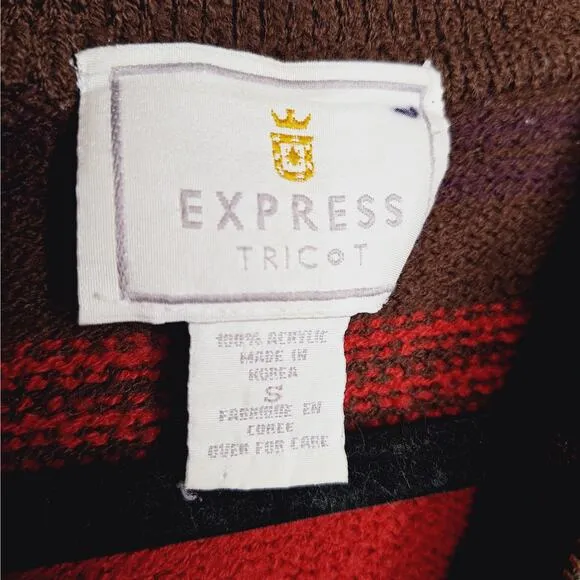 EXPRESS
TRICOT
100% ACRYLIC
MADE IN
KOREA
S
FABRIQUE EN
COREE
OVER FOR CARE